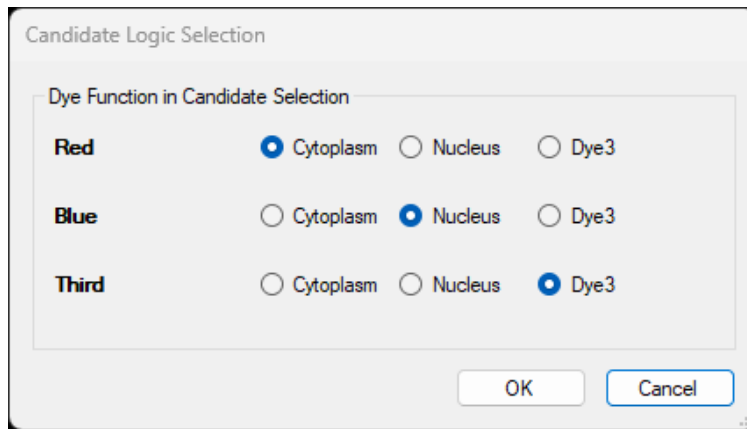 Candidate Logic Selection
Dye Function in Candidate Selection
Red Cytoplasm Nucleus Dye3
Blue Cytoplasm Nucleus Dye3
Third Cytoplasm Nucleus Dye3
OK Cancel